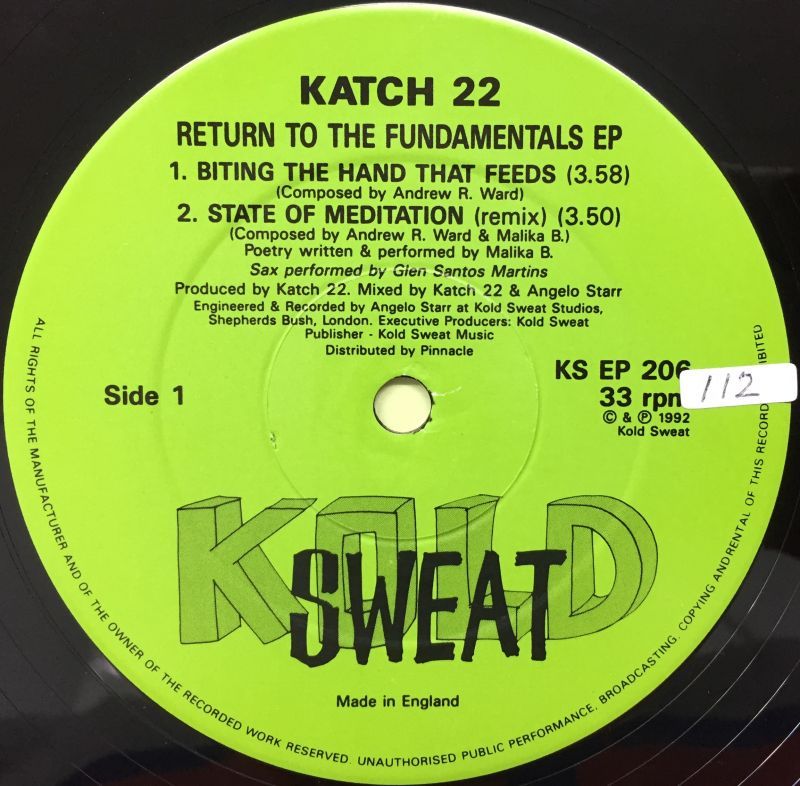 KATCH 22
RETURN TO THE FUNDAMENTALS EP
1. BITING THE HAND THAT FEEDS (3.58)
(Composed by Andrew R. Ward)
2. STATE OF MEDITATION (remix) (3.50)
(Composed by Andrew R. Ward & Malika B.)
Poetry written & performed by Malika B.
Sax performed by Glen Santos Martins
Produced by Katch 22. Mixed by Katch 22 & Angelo Starr
Engineered & Recorded by Angelo Starr at Kold Sweat Studios,
Shepherds Bush, London. Executive Producers: Kold Sweat
Publisher - Kold Sweat Music
Distributed by Pinnacle
Side 1
KS EP 206
33 rpm
© & ℗ 1992
Kold Sweat
112
KOLD
SWEAT
Made in England
ALL RIGHTS OF THE MANUFACTURER AND OF THE OWNER OF THE RECORDED WORK RESERVED. UNAUTHORISED PUBLIC PERFORMANCE, BROADCASTING. COPYING AND RENTAL OF THIS RECORD